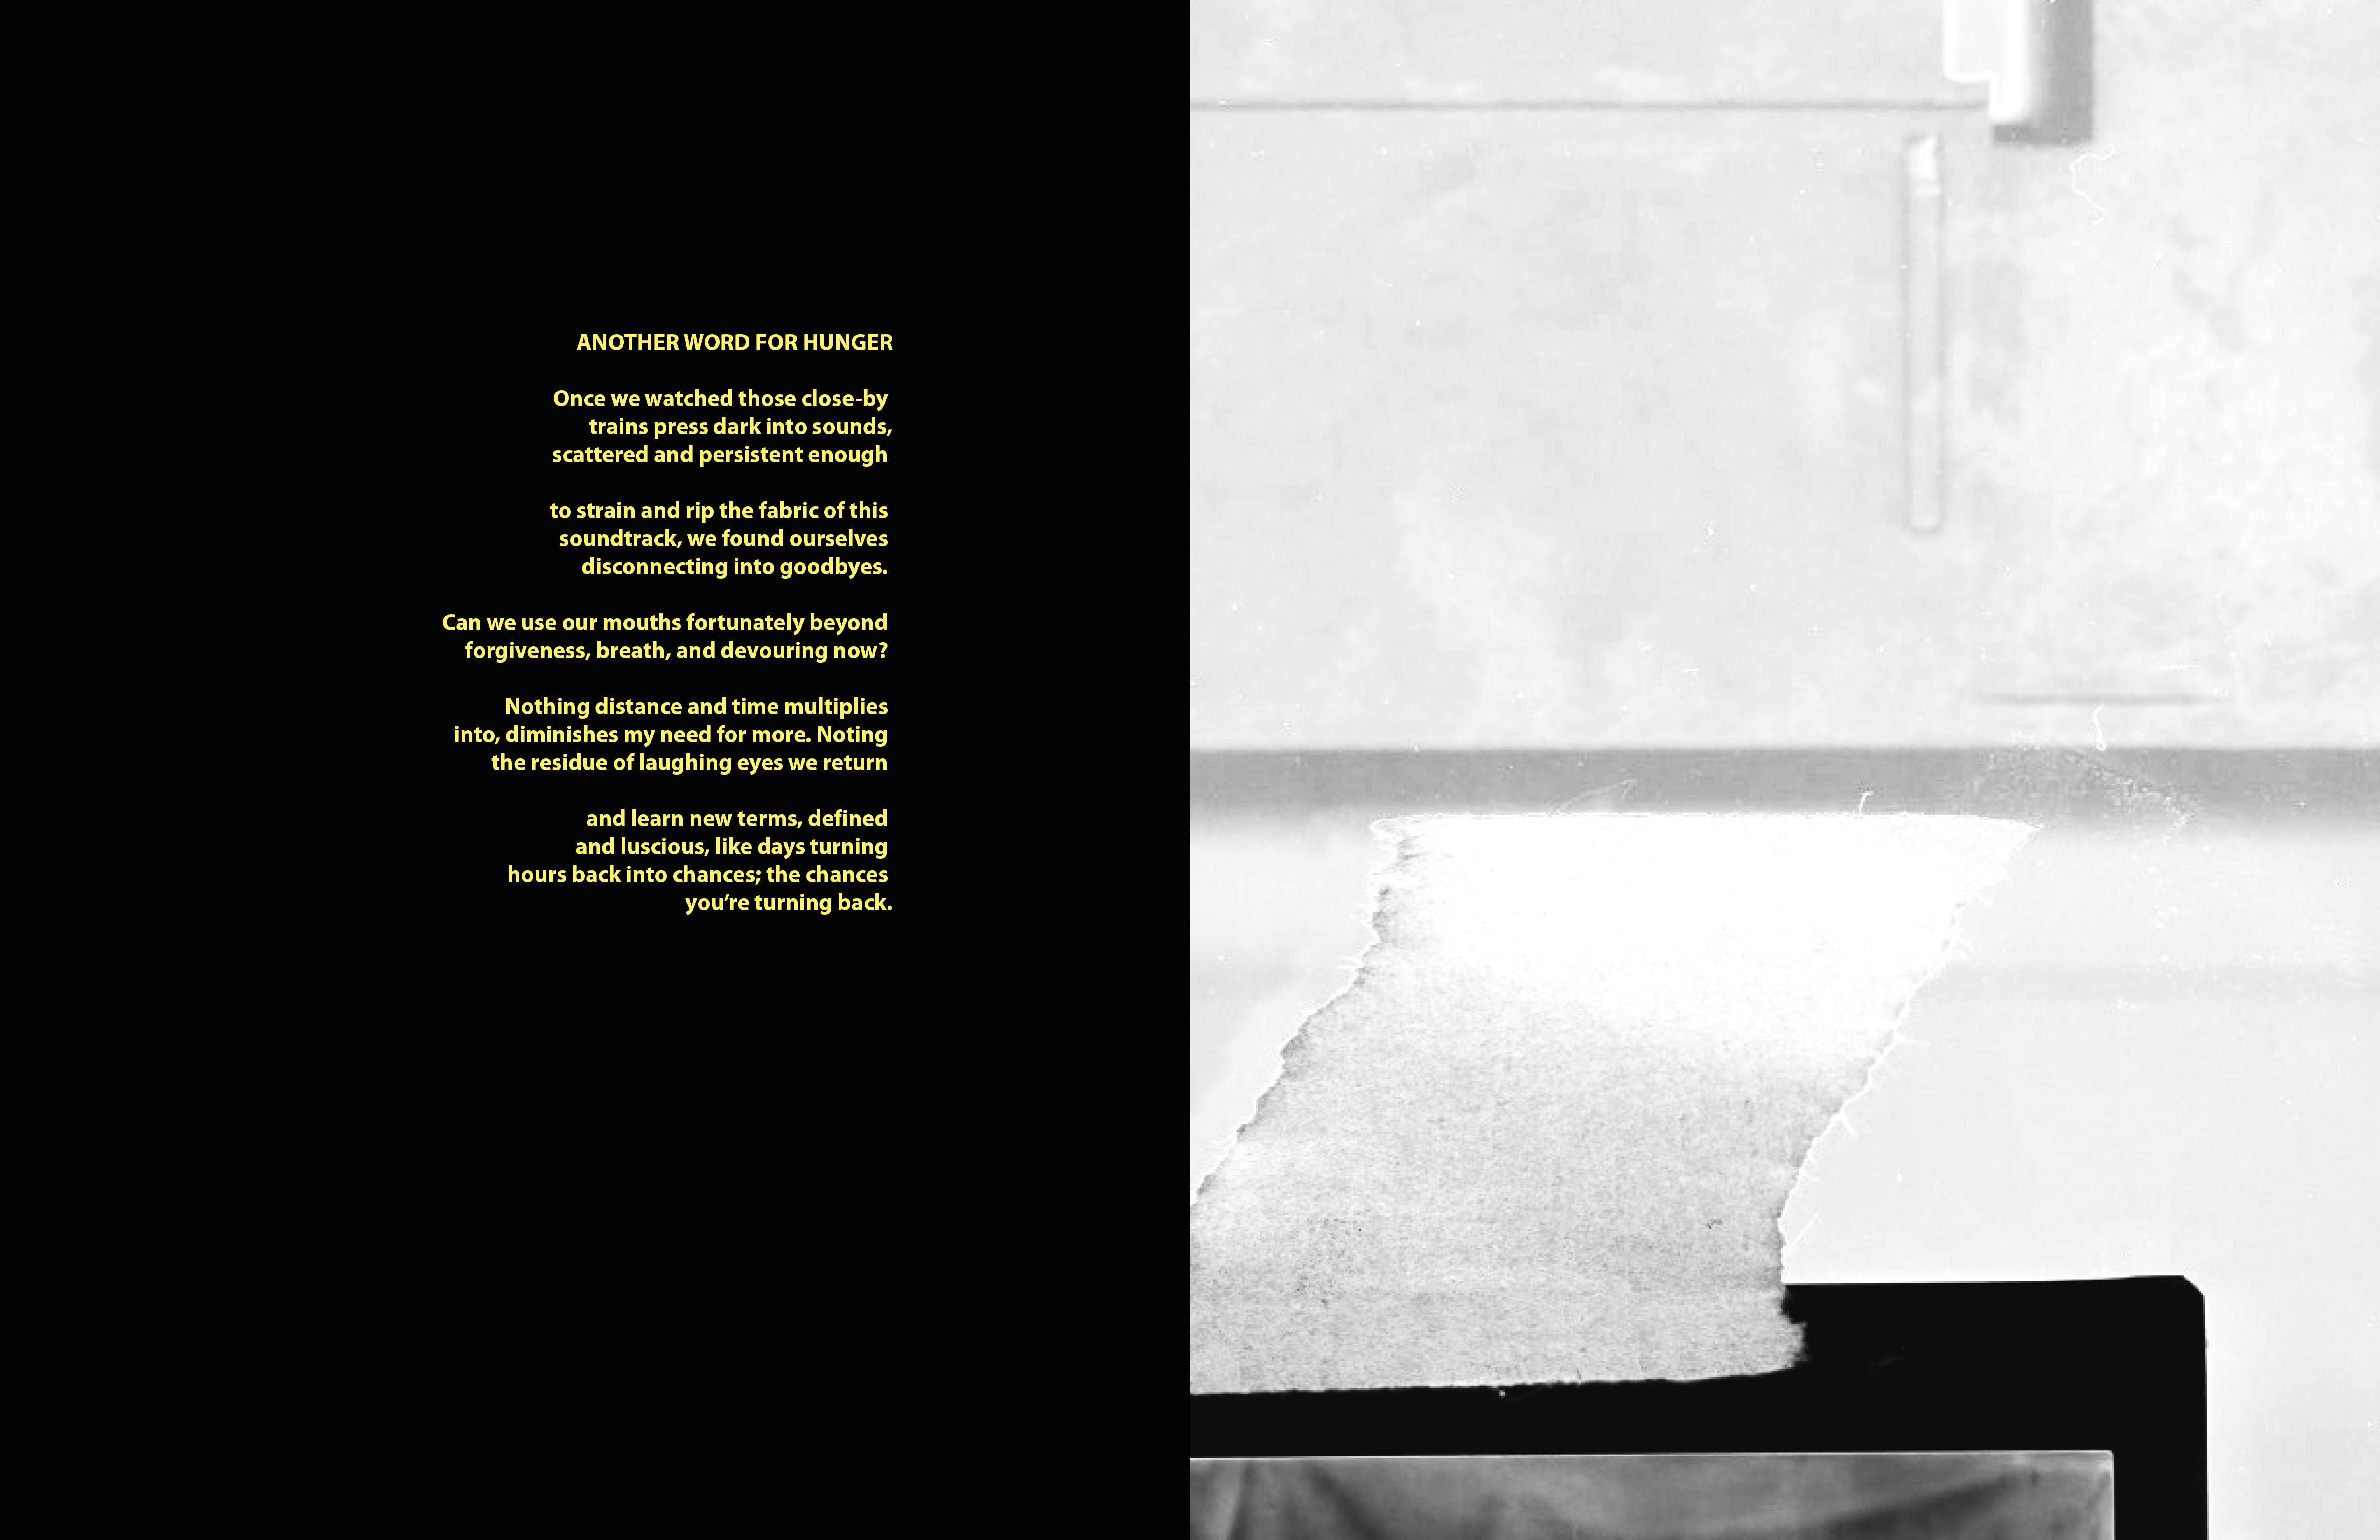 ANOTHER WORD FOR HUNGER
Once we watched those close-by
trains press dark into sounds,
scattered and persistent enough
to strain and rip the fabric of this
soundtrack, we found ourselves
disconnecting into goodbyes.
Can we use our mouths fortunately beyond
forgiveness, breath, and devouring now?
Nothing distance and time multiplies
into, diminishes my need for more. Noting
the residue of laughing eyes we return
and learn new terms, defined
and luscious, like days turning
hours back into chances; the chances
you’re turning back.